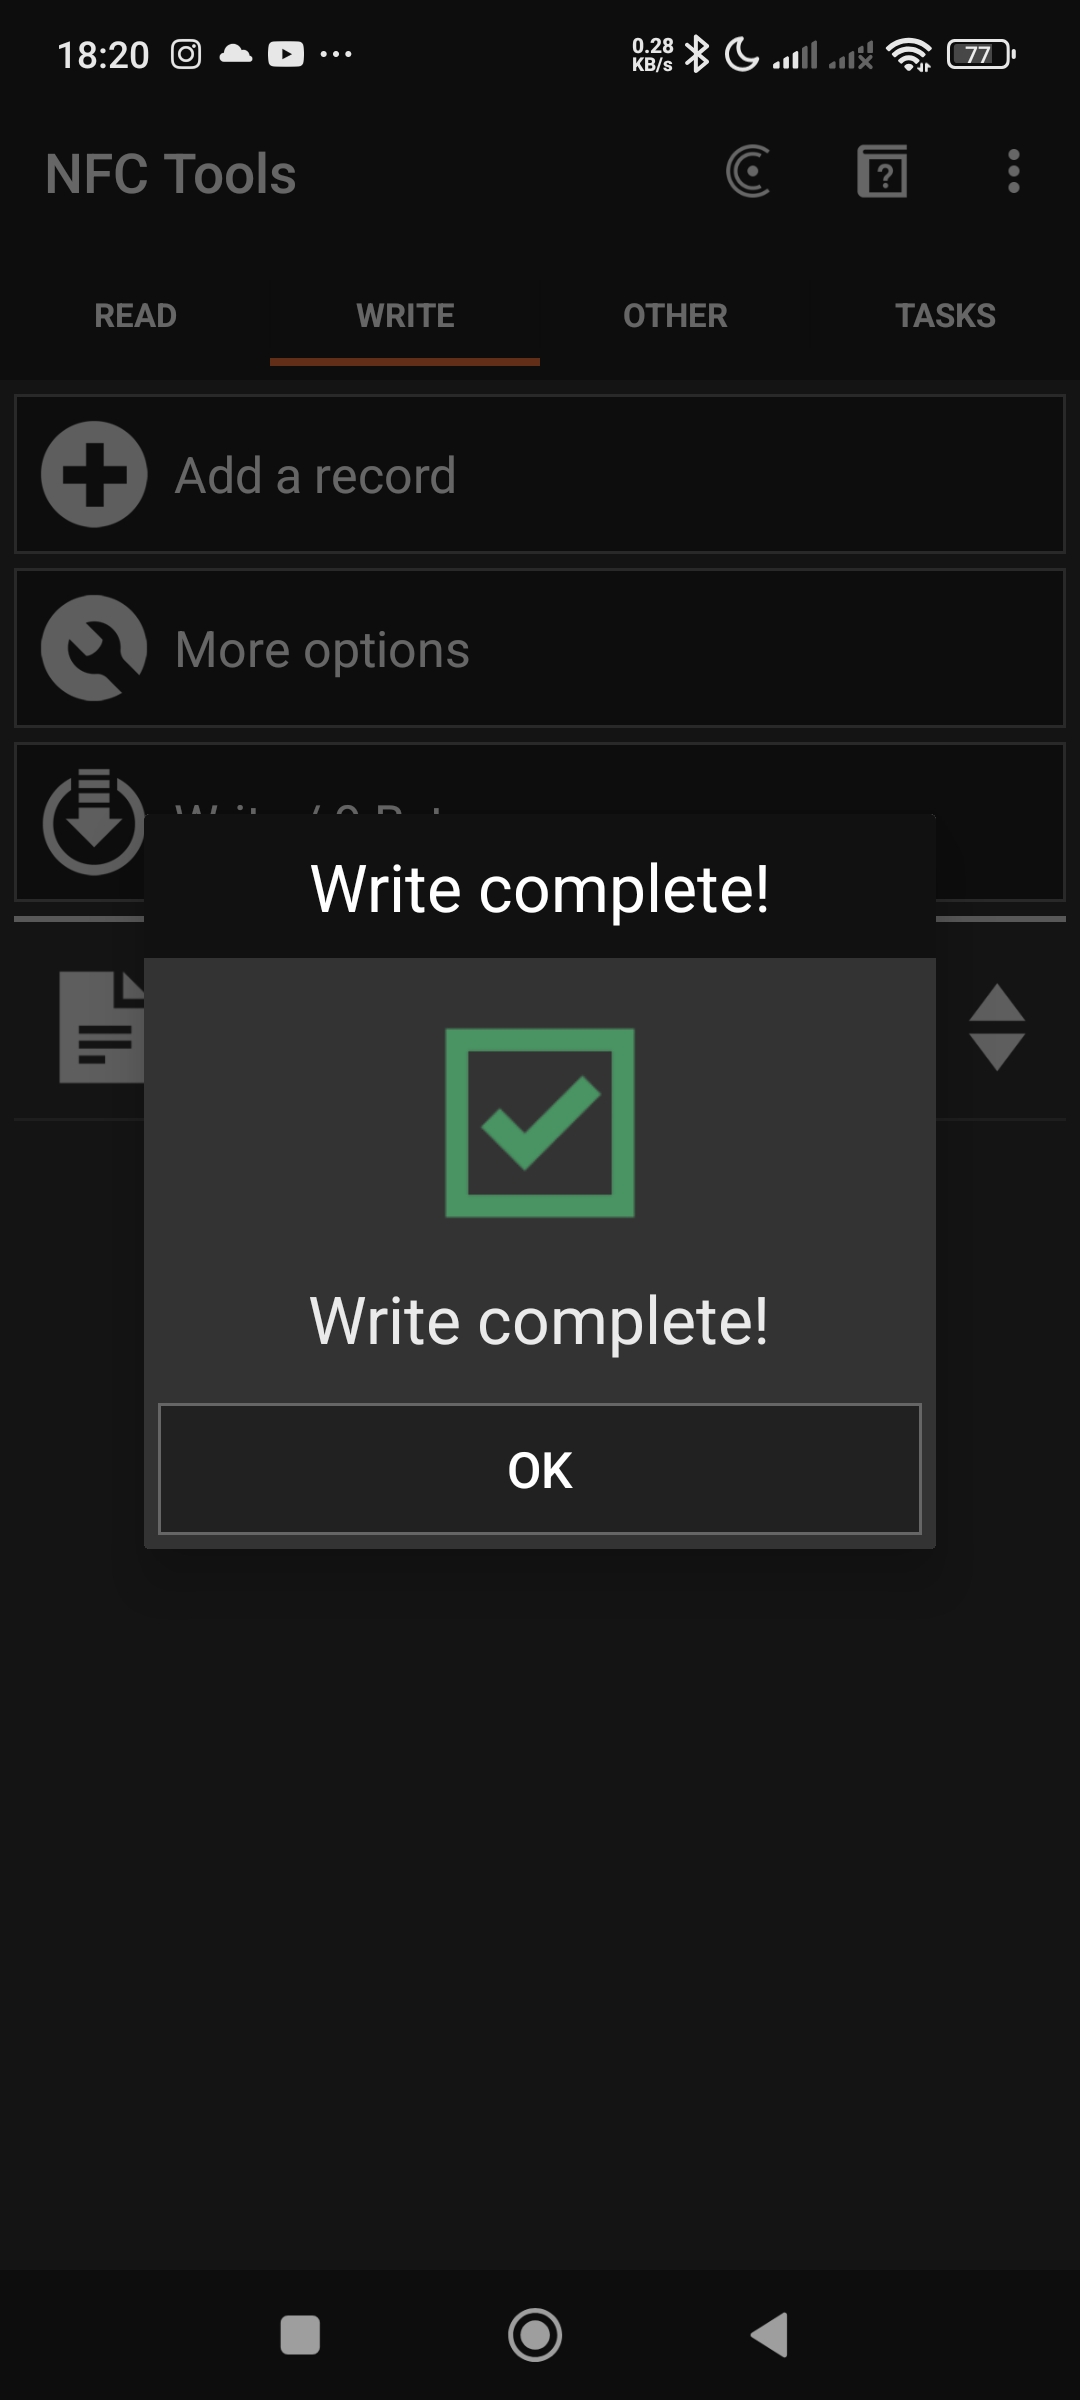 18:20
0.28
KB/s
77
NFC Tools
READ WRITE OTHER TASKS
Add a record
More options
Write complete!
Write complete!
OK